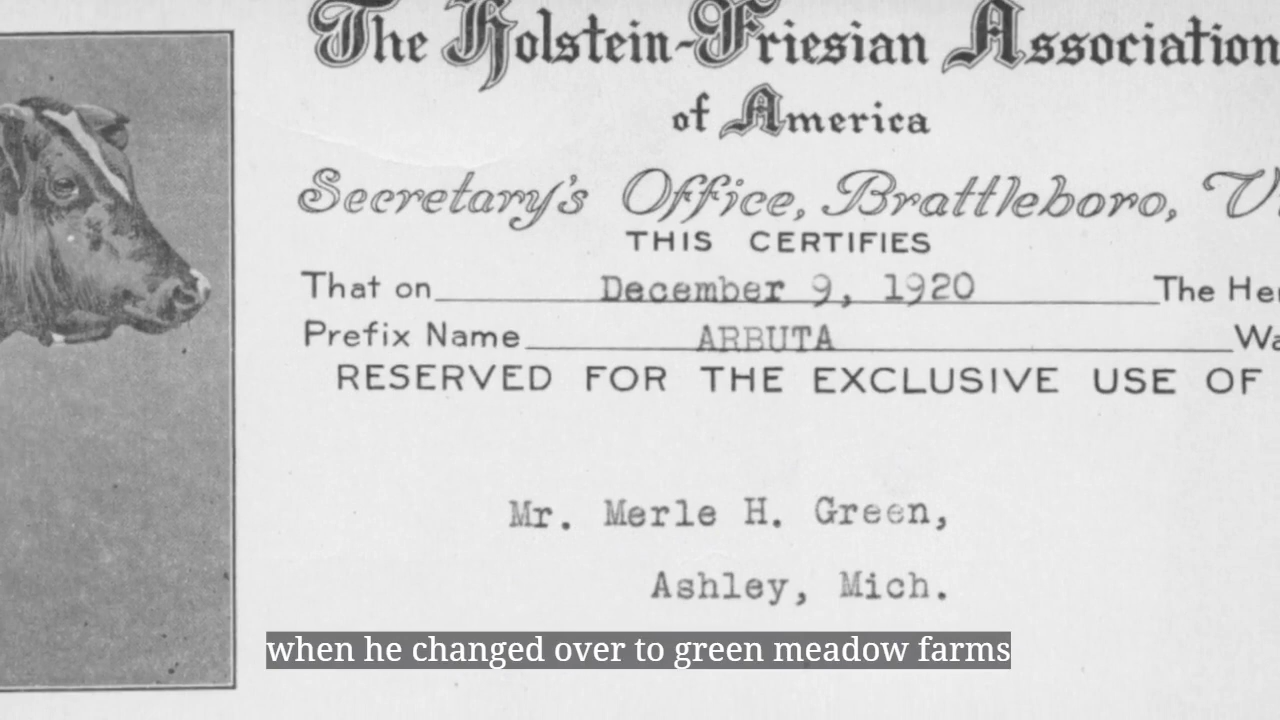 The Holstein-Friesian Association
of America
Secretary's Office, Brattleboro,
THIS CERTIFIES
That on December 9, 1920 The
Prefix Name ARBUTA
RESERVED FOR THE EXCLUSIVE USE OF
Mr. Merle H. Green,
Ashley, Mich.
when he changed over to green meadow farms